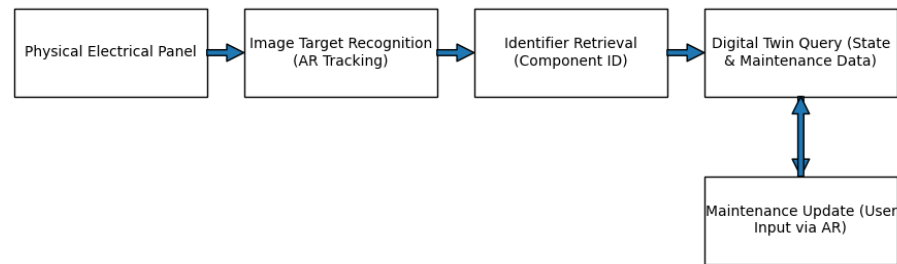 Physical Electrical Panel
Image Target Recognition
(AR Tracking)
Identifier Retrieval
(Component ID)
Digital Twin Query (State
& Maintenance Data)
Maintenance Update (User
Input via AR)